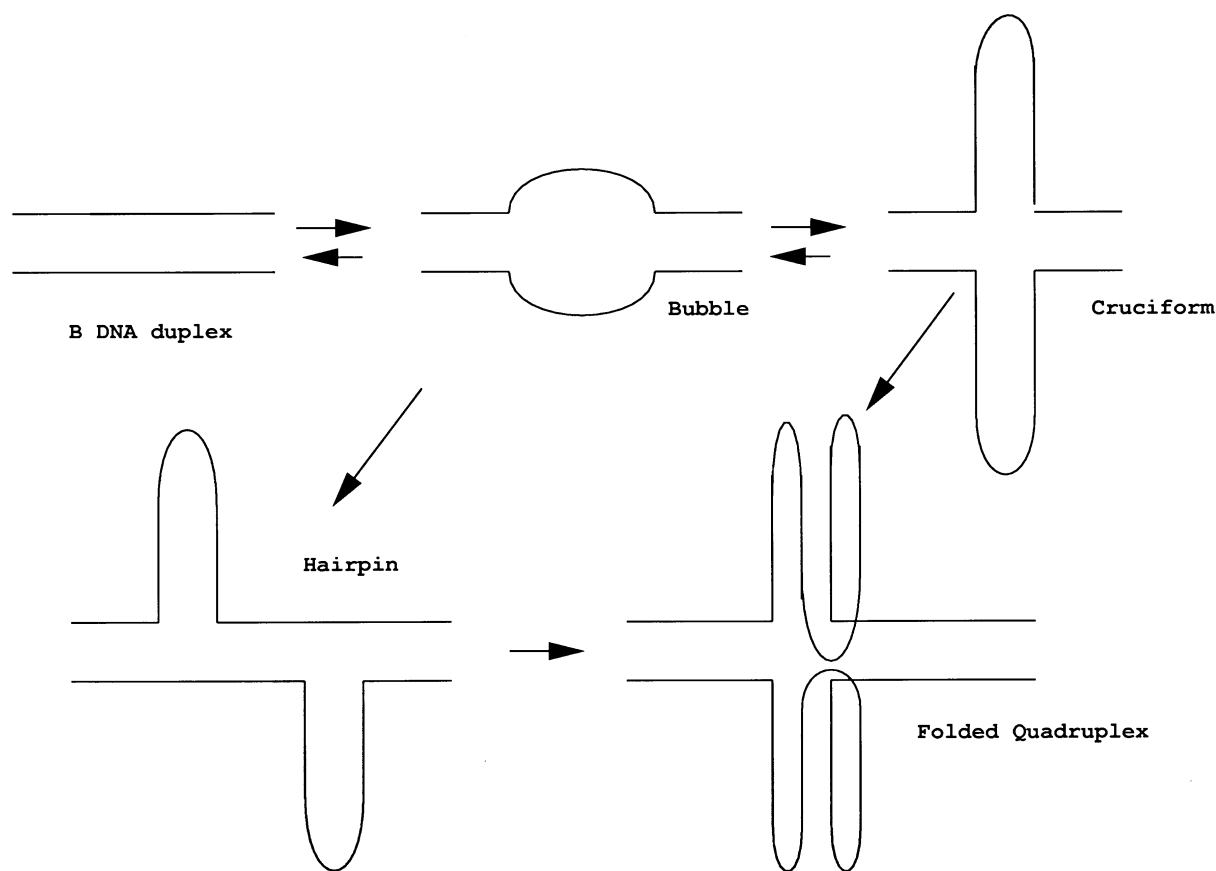 Bubble
Cruciform
B DNA duplex
Hairpin
Folded Quadruplex